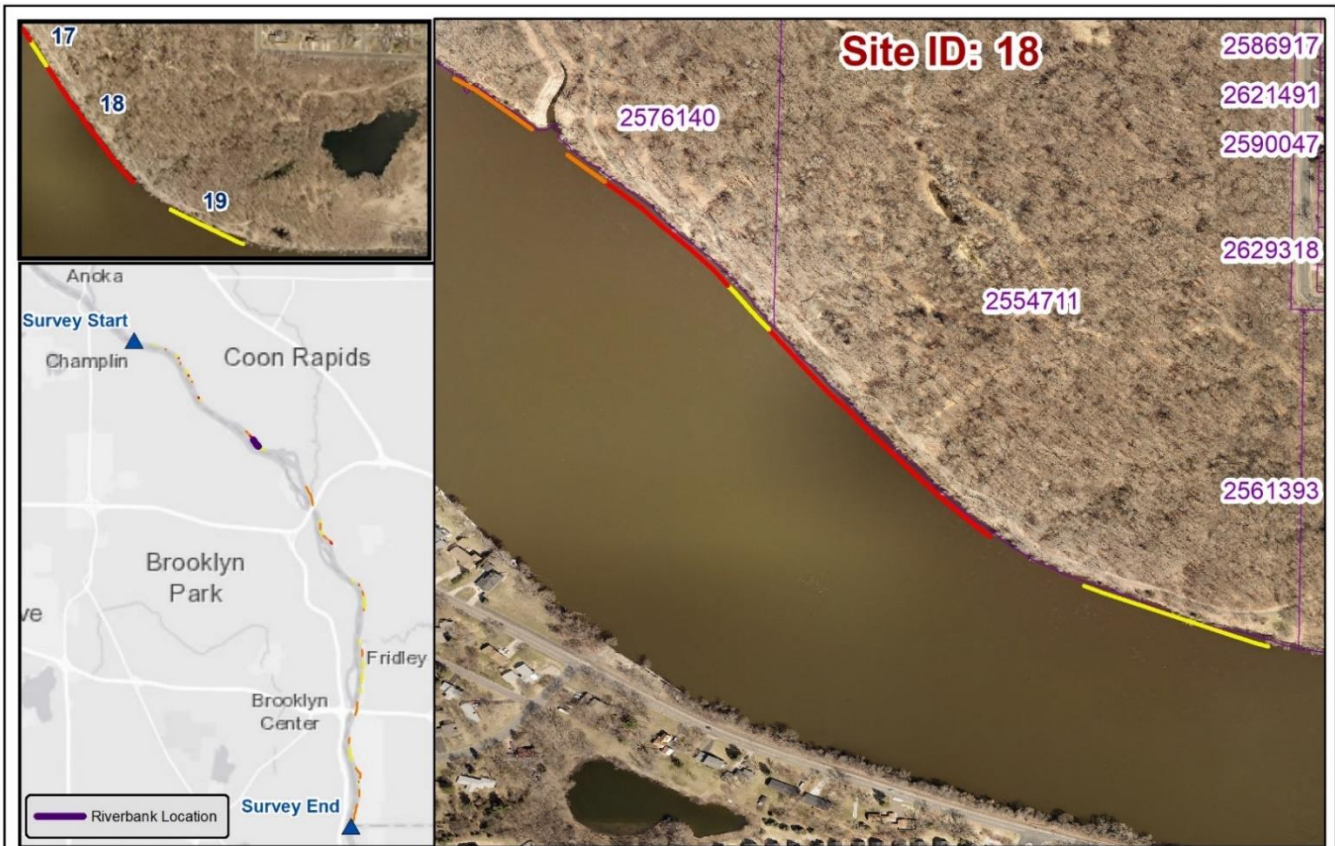 17
18
19
Anoka
Survey Start
Champlin
Coon Rapids
Brooklyn
Park
ve
Fridley
Brooklyn
Center
Survey End
Riverbank Location
Site ID: 18
2586917
2621491
2576140
2590047
2629318
2554711
2561393